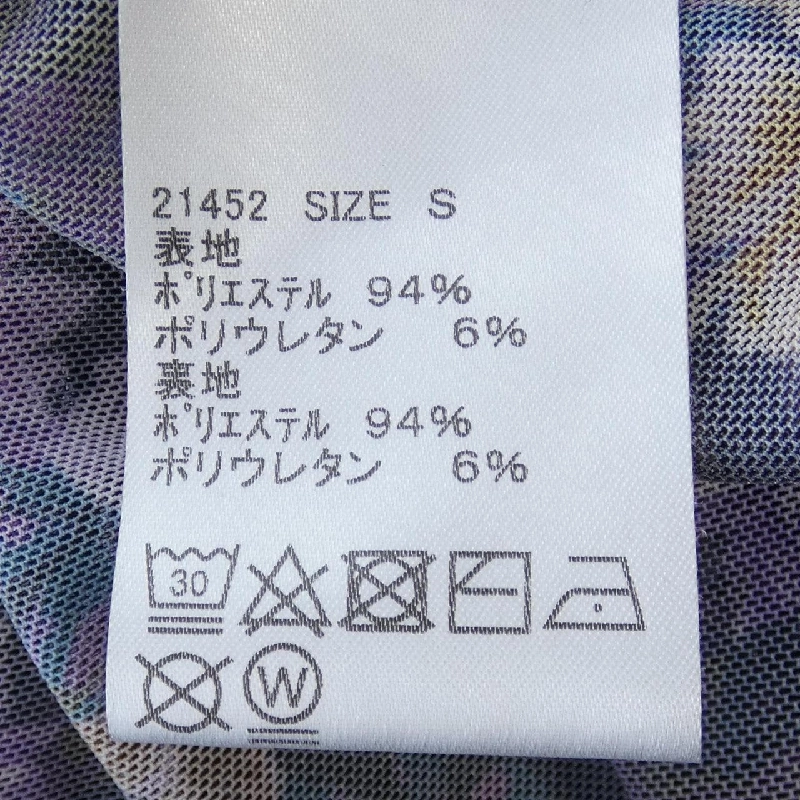 21452 SIZE S
表地
ポリエステル 94%
ポリウレタン 6%
裏地
ポリエステル 94%
ポリウレタン 6%
30
W